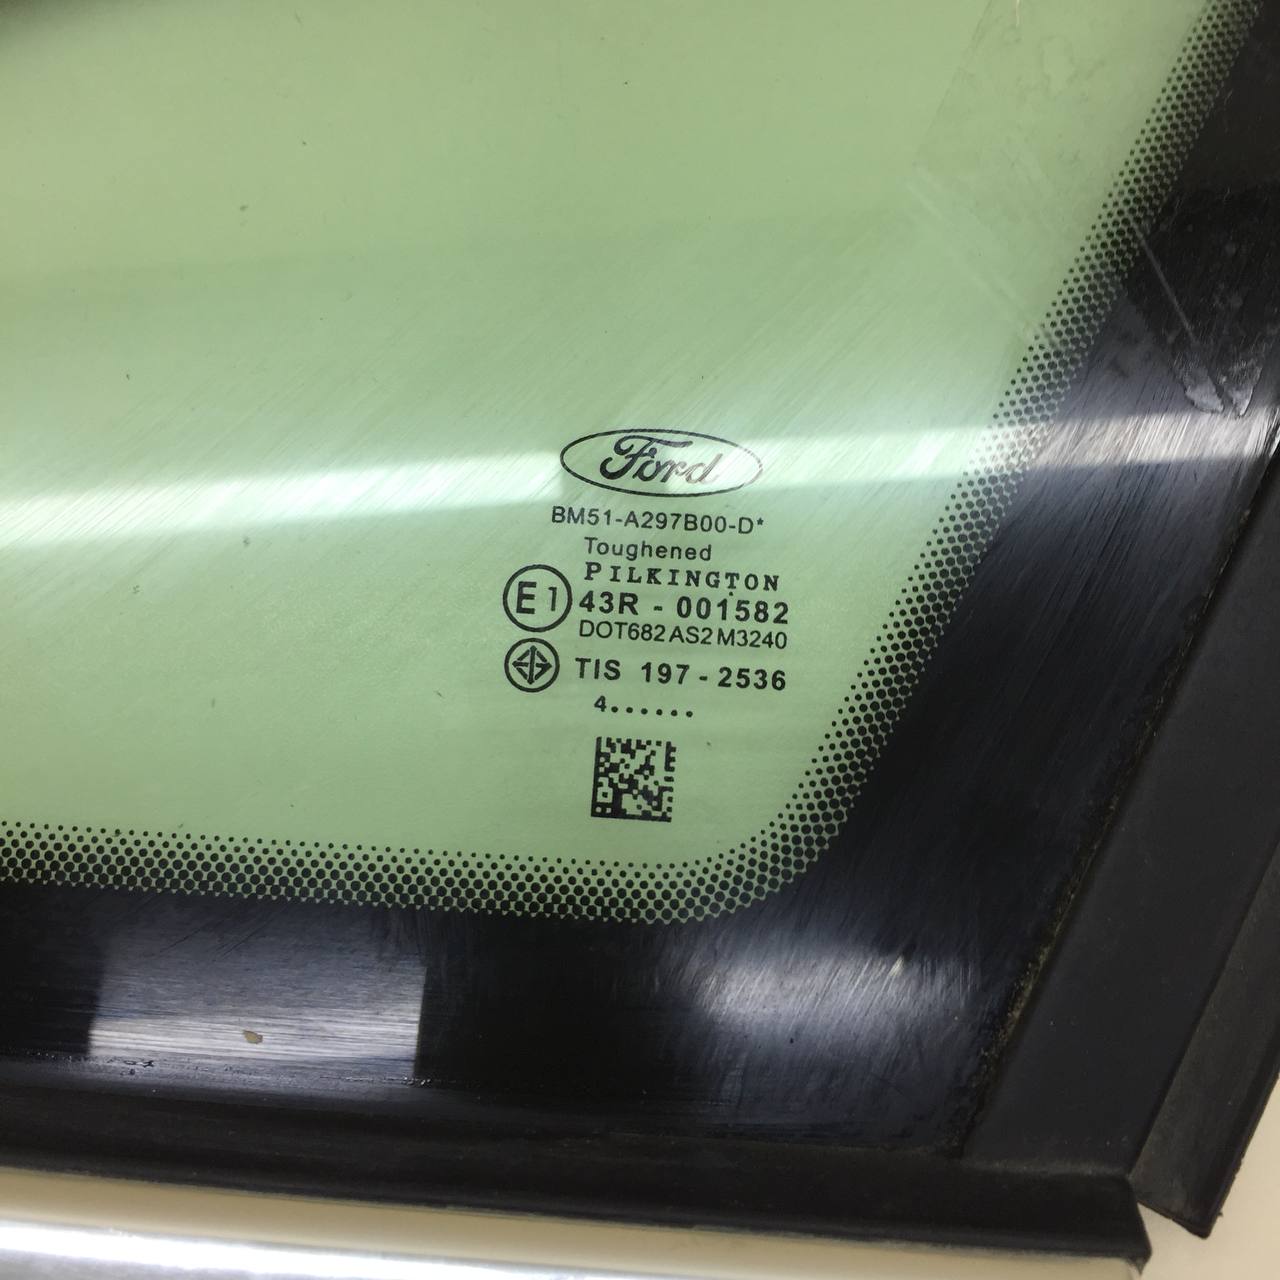 Ford
BM51-A297B00-D*
Toughened
PILKINGTON
E1 43R - 001582
DOT682 AS2 M3240
TIS 197 - 2536
4......